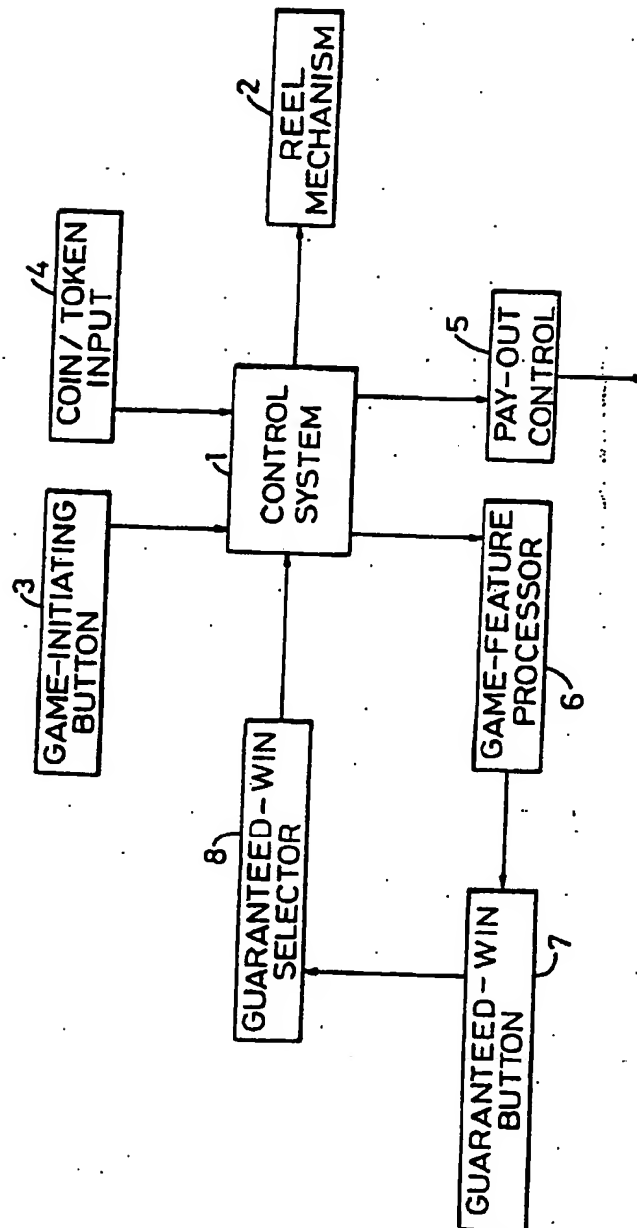 3
GAME-INITIATING
BUTTON
4
COIN/TOKEN
INPUT
8
GUARANTEED-WIN
SELECTOR
1
CONTROL
SYSTEM
2
REEL
MECHANISM
7
GUARANTEED-WIN
BUTTON
6
GAME-FEATURE
PROCESSOR
5
PAY-OUT
CONTROL